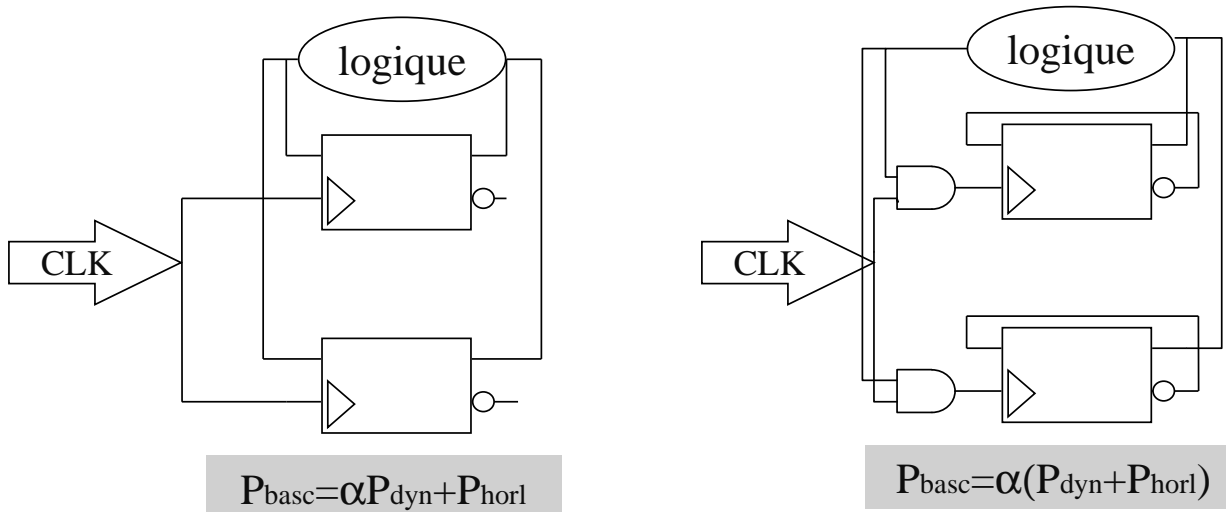 logique
CLK
Pbasc=αPdyn+Phorl
logique
CLK
Pbasc=α(Pdyn+Phorl)